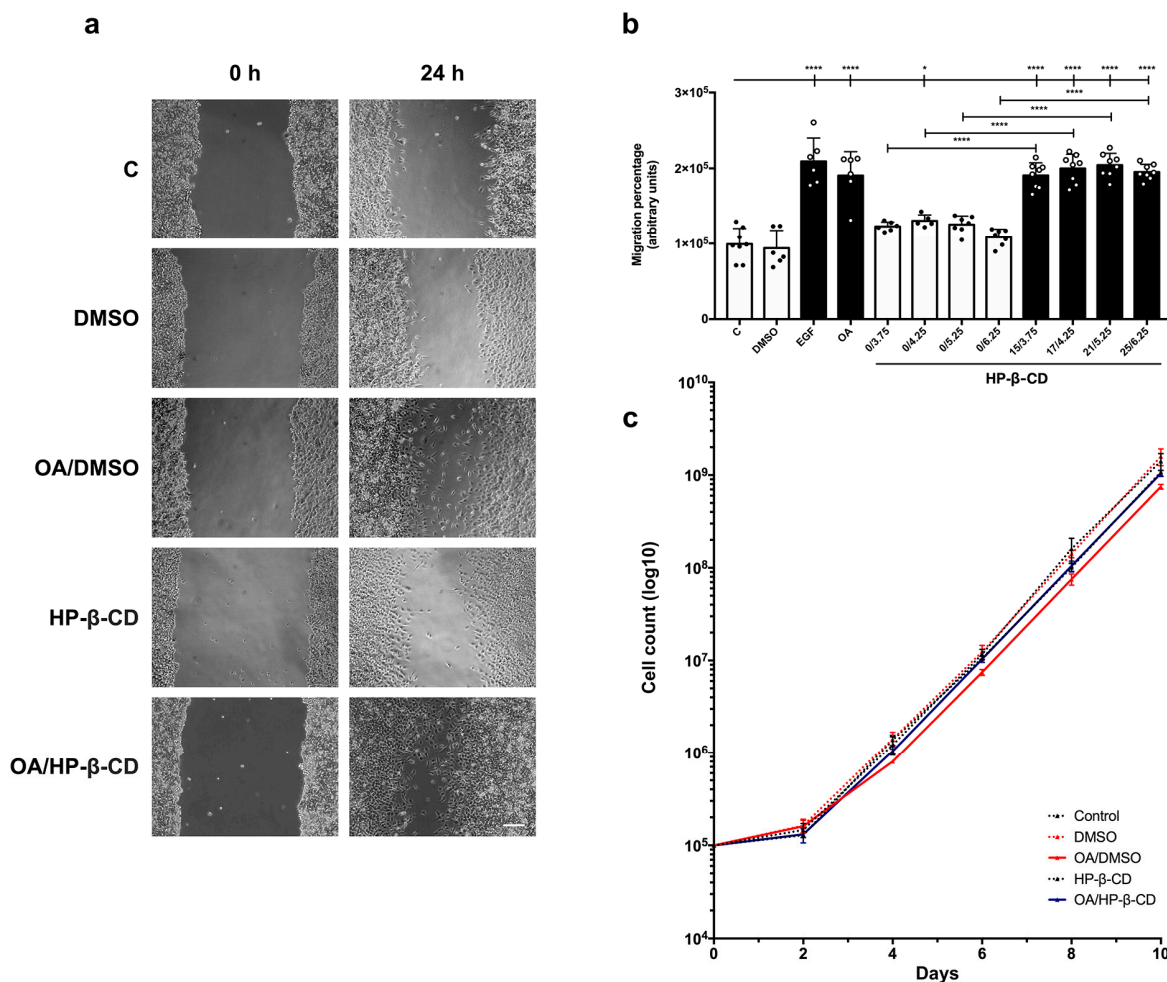 a
0 h
24 h
C
DMSO
OA/DMSO
HP-β-CD
OA/HP-β-CD
b
**** **** * **** **** **** ****
****
****
****
****
3×10⁵
2×10⁵
1×10⁵
0
Migration percentage
(arbitrary units)
C
DMSO
EGF
OA
0/3.75
0/4.25
0/5.25
0/6.25
15/3.75
17/4.25
21/5.25
25/6.25
HP-β-CD
c
10¹⁰
10⁹
10⁸
10⁷
10⁶
10⁵
10⁴
Cell count (log10)
Control
DMSO
OA/DMSO
HP-β-CD
OA/HP-β-CD
0 2 4 6 8 10
Days